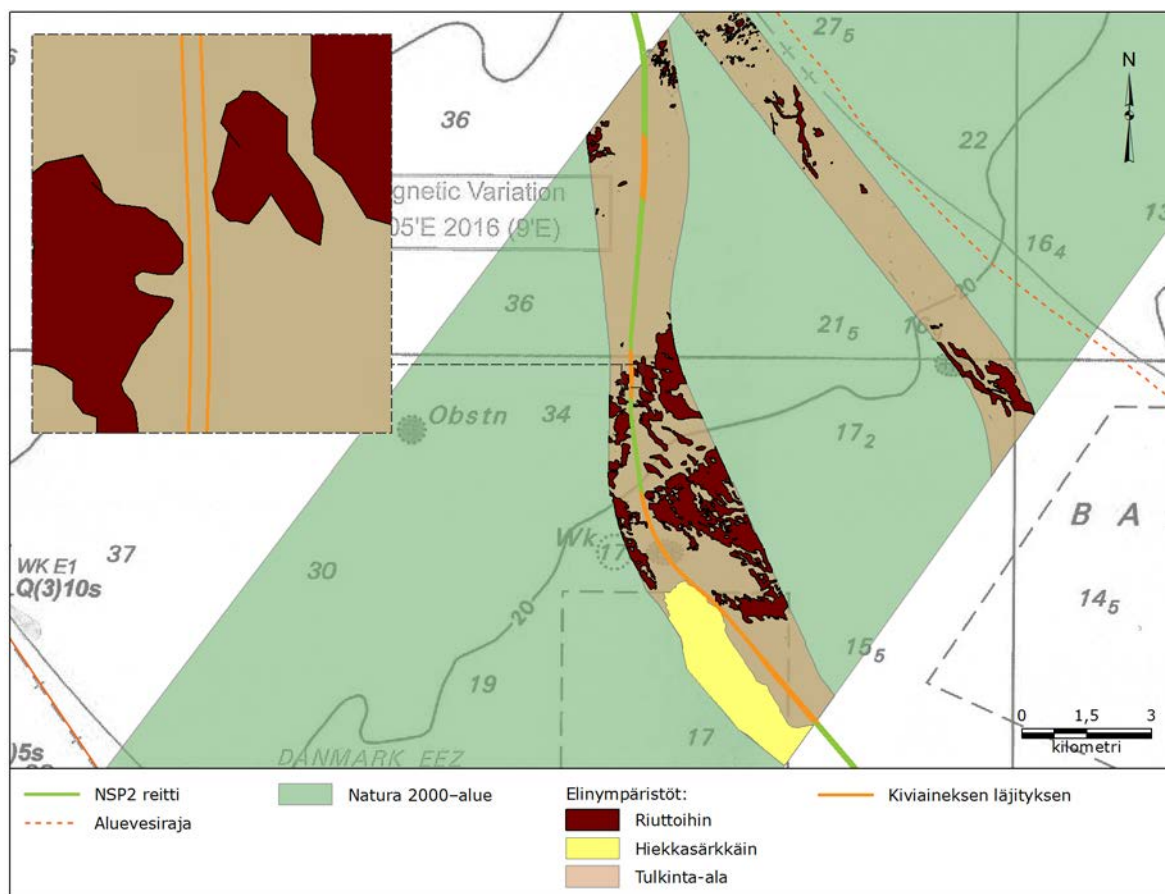 27₅
N
36
22
gnetic Variation
05'E 2016 (9'E)
13
16₄
20
36
21₅
16
Obstn
34
17₂
B A
Wk
17
37
30
WK E1
Q(3)10s
14₅
20
15₅
19
17
0 1,5 3
kilometri
)5s
DANMARK EEZ
NSP2 reitti
Natura 2000-alue
Elinympäristöt:
Kiviaineksen läjityksen
Aluevesiraja
Riuttoihin
Hiekkasärkkäin
Tulkinta-ala